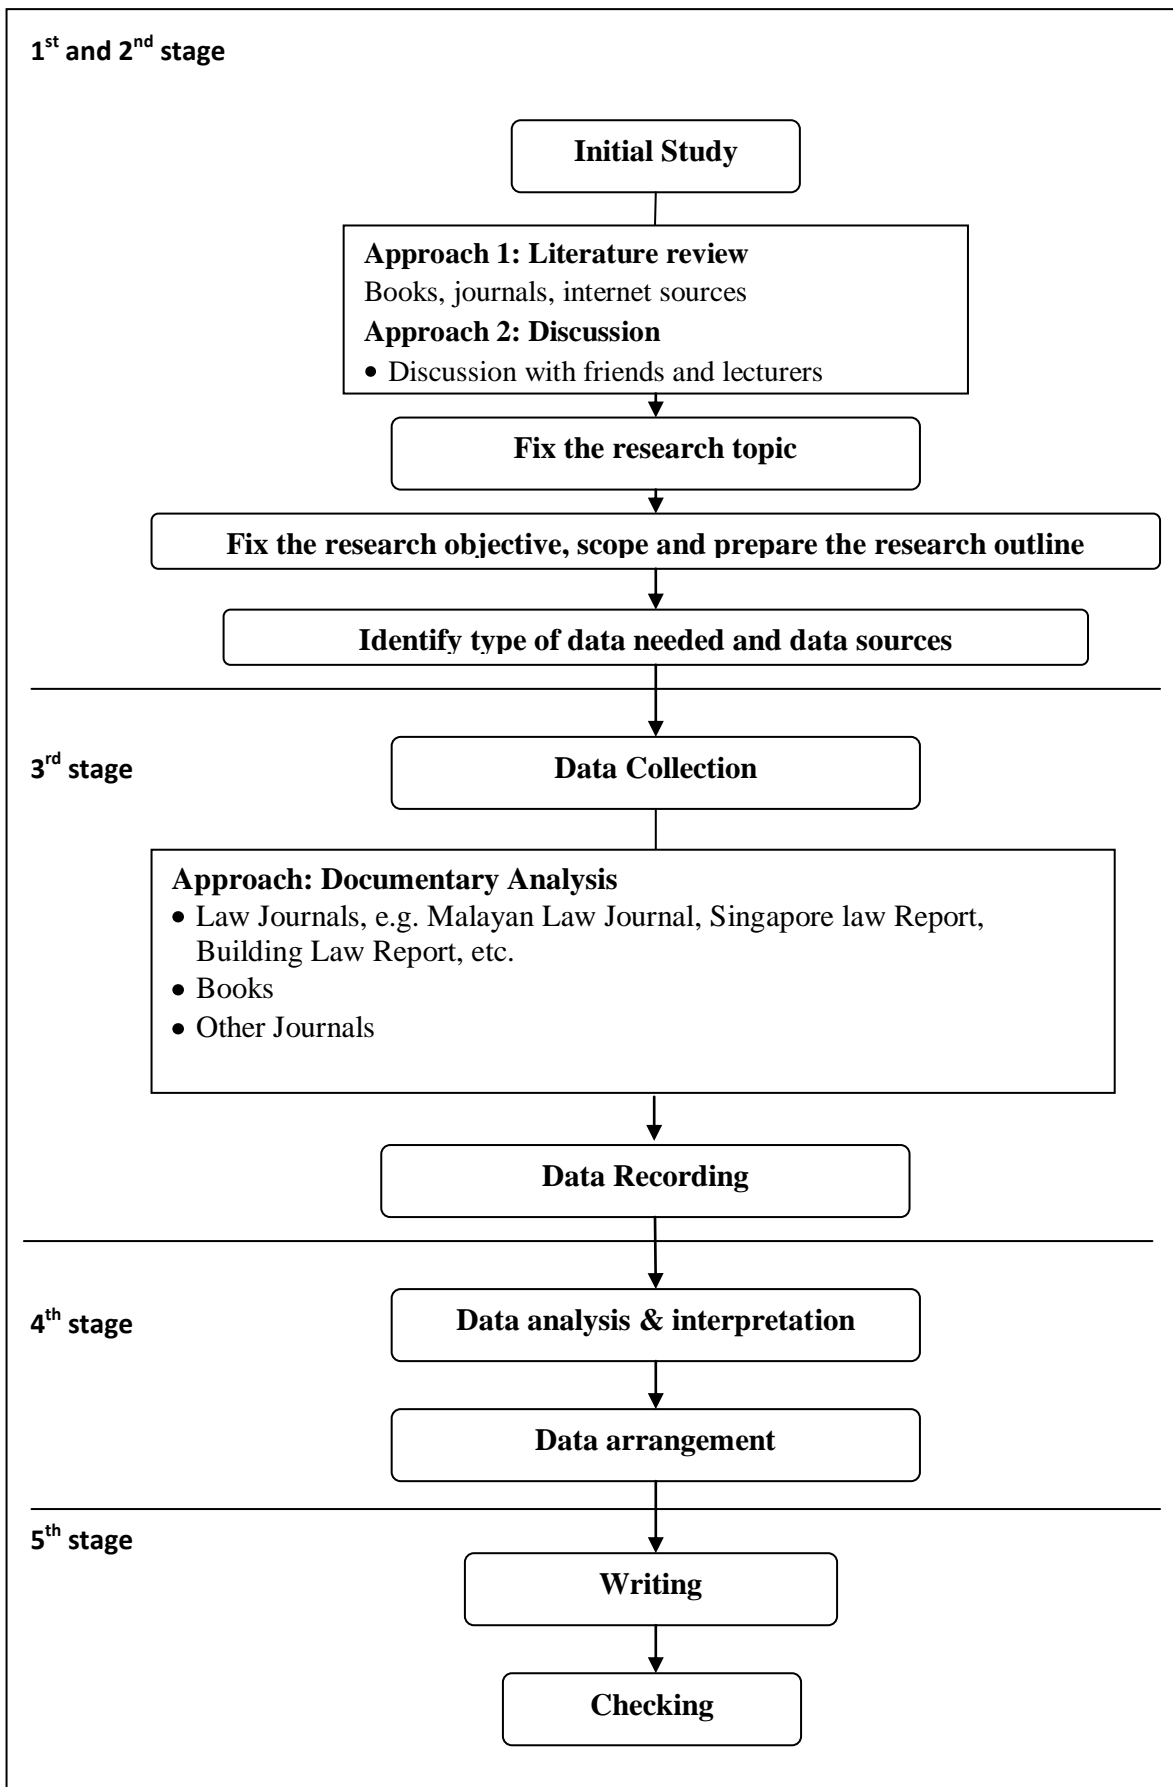 1st and 2nd stage
Initial Study
Approach 1: Literature review
Books, journals, internet sources
Approach 2: Discussion
• Discussion with friends and lecturers
Fix the research topic
Fix the research objective, scope and prepare the research outline
Identify type of data needed and data sources
3rd stage
Data Collection
Approach: Documentary Analysis
• Law Journals, e.g. Malayan Law Journal, Singapore law Report,
Building Law Report, etc.
• Books
• Other Journals
Data Recording
4th stage
Data analysis & interpretation
Data arrangement
5th stage
Writing
Checking